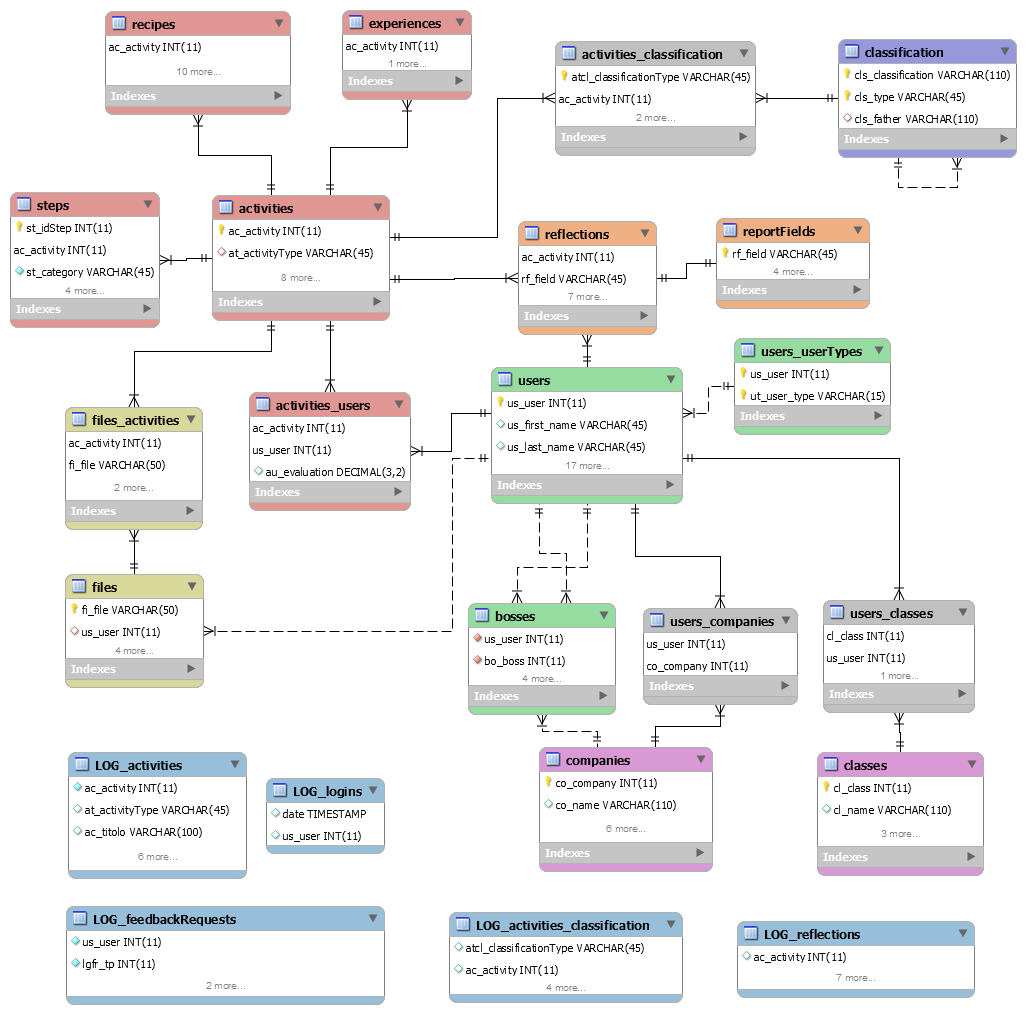 recipes
ac_activity INT(11)
10 more...
Indexes
experiences
ac_activity INT(11)
1 more...
Indexes
activities_classification
atcl_classificationType VARCHAR(45)
ac_activity INT(11)
2 more...
Indexes
classification
cls_classification VARCHAR(110)
cls_type VARCHAR(45)
cls_father VARCHAR(110)
Indexes
steps
st_idStep INT(11)
ac_activity INT(11)
st_category VARCHAR(45)
4 more...
Indexes
activities
ac_activity INT(11)
at_activityType VARCHAR(45)
8 more...
Indexes
reflections
ac_activity INT(11)
rf_field VARCHAR(45)
7 more...
Indexes
reportFields
rf_field VARCHAR(45)
4 more...
Indexes
users_userTypes
us_user INT(11)
ut_user_type VARCHAR(15)
Indexes
users
us_user INT(11)
us_first_name VARCHAR(45)
us_last_name VARCHAR(45)
17 more...
Indexes
activities_users
ac_activity INT(11)
us_user INT(11)
au_evaluation DECIMAL(3,2)
Indexes
files_activities
ac_activity INT(11)
fi_file VARCHAR(50)
2 more...
Indexes
files
fi_file VARCHAR(50)
us_user INT(11)
4 more...
Indexes
bosses
us_user INT(11)
bo_boss INT(11)
4 more...
Indexes
users_companies
us_user INT(11)
co_company INT(11)
Indexes
users_classes
cl_class INT(11)
us_user INT(11)
1 more...
Indexes
companies
co_company INT(11)
co_name VARCHAR(110)
6 more...
Indexes
classes
cl_class INT(11)
cl_name VARCHAR(110)
3 more...
Indexes
LOG_activities
ac_activity INT(11)
at_activityType VARCHAR(45)
ac_titolo VARCHAR(100)
6 more...
LOG_logins
date TIMESTAMP
us_user INT(11)
LOG_feedbackRequests
us_user INT(11)
lgfr_tp INT(11)
2 more...
LOG_activities_classification
atcl_classificationType VARCHAR(45)
ac_activity INT(11)
4 more...
LOG_reflections
ac_activity INT(11)
7 more...